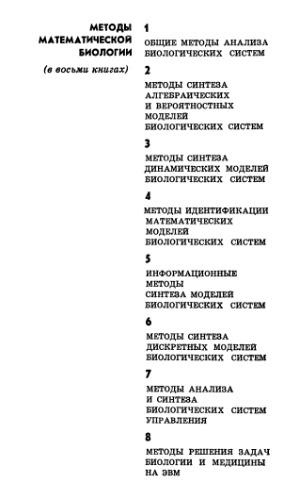 МЕТОДЫ
МАТЕМАТИЧЕСКОЙ
БИОЛОГИИ
(в восьми книгах)
1
ОБЩИЕ МЕТОДЫ АНАЛИЗА
БИОЛОГИЧЕСКИХ СИСТЕМ
2
МЕТОДЫ СИНТЕЗА
АЛГЕБРАИЧЕСКИХ
И ВЕРОЯТНОСТНЫХ
МОДЕЛЕЙ
БИОЛОГИЧЕСКИХ СИСТЕМ
3
МЕТОДЫ СИНТЕЗА
ДИНАМИЧЕСКИХ МОДЕЛЕЙ
БИОЛОГИЧЕСКИХ СИСТЕМ
4
МЕТОДЫ ИДЕНТИФИКАЦИИ
МАТЕМАТИЧЕСКИХ
МОДЕЛЕЙ
БИОЛОГИЧЕСКИХ СИСТЕМ
5
ИНФОРМАЦИОННЫЕ
МЕТОДЫ
СИНТЕЗА МОДЕЛЕЙ
БИОЛОГИЧЕСКИХ СИСТЕМ
6
МЕТОДЫ СИНТЕЗА
ДИСКРЕТНЫХ МОДЕЛЕЙ
БИОЛОГИЧЕСКИХ СИСТЕМ
7
МЕТОДЫ АНАЛИЗА
И СИНТЕЗА
БИОЛОГИЧЕСКИХ СИСТЕМ
УПРАВЛЕНИЯ
8
МЕТОДЫ РЕШЕНИЯ ЗАДАЧ
БИОЛОГИИ И МЕДИЦИНЫ
НА ЭВМ